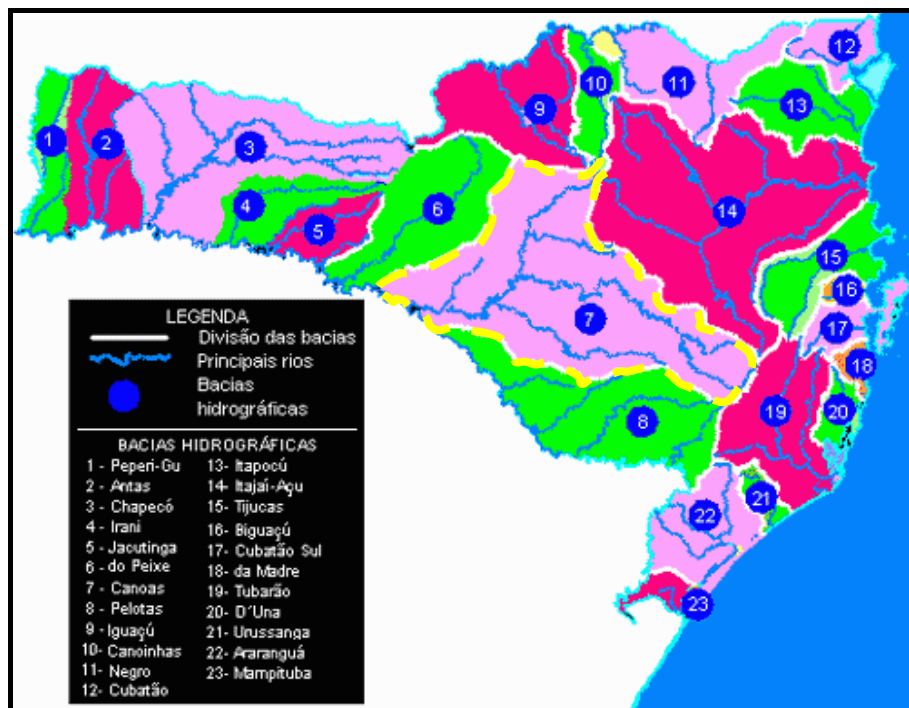 1
2
3
4
5
6
7
8
9
10
11
12
13
14
15
16
17
18
19
20
21
22
23
LEGENDA
Divisão das bacias
Principais rios
Bacias
hidrográficas
BACIAS HIDROGRÁFICAS
1 - Peperi-Gu
2 - Antas
3 - Chapecó
4 - Irani
5 - Jacutinga
6 - do Peixe
7 - Canoas
8 - Pelotas
9 - Iguaçú
10- Canoinhas
11- Negro
12- Cubatão
13- Itapocú
14- Itajaí-Açu
15- Tijucas
16- Biguaçú
17- Cubatão Sul
18- da Madre
19- Tubarão
20- D´Una
21- Urussanga
22- Araranguá
23- Mampituba